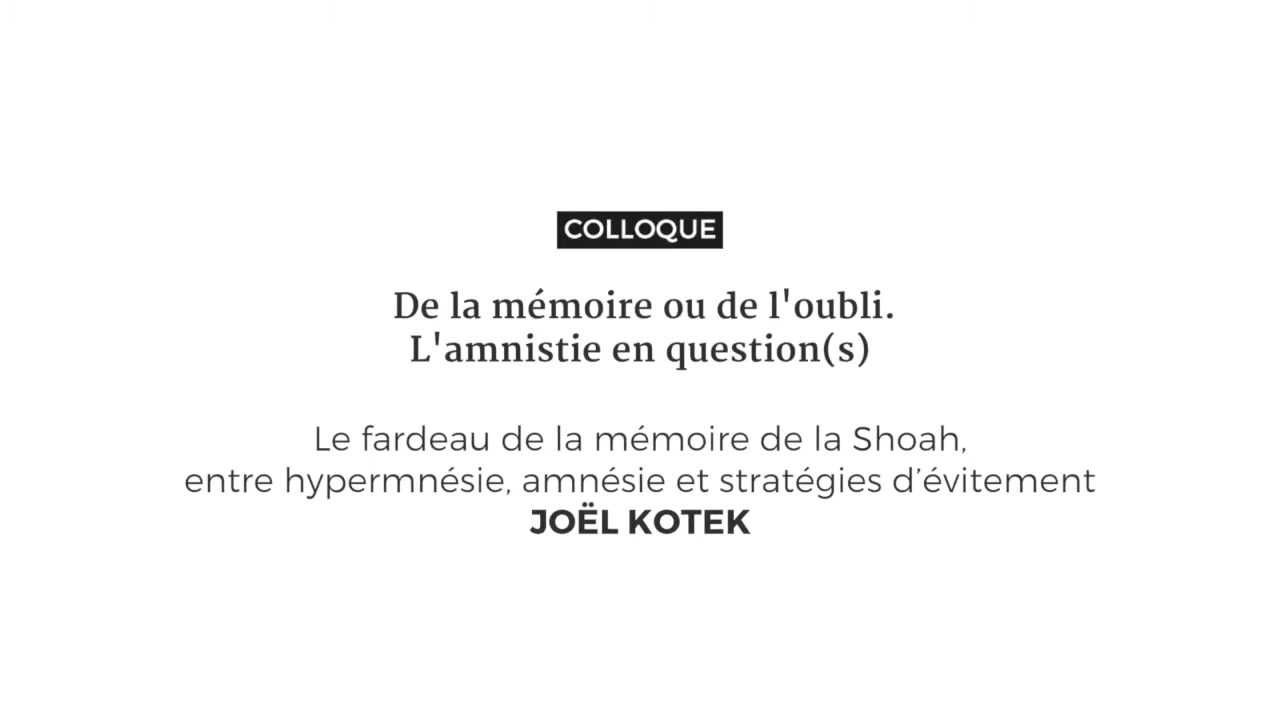 COLLOQUE
De la mémoire ou de l'oubli.
L'amnistie en question(s)
Le fardeau de la mémoire de la Shoah,
entre hypermnésie, amnésie et stratégies d’évitement
JOËL KOTEK